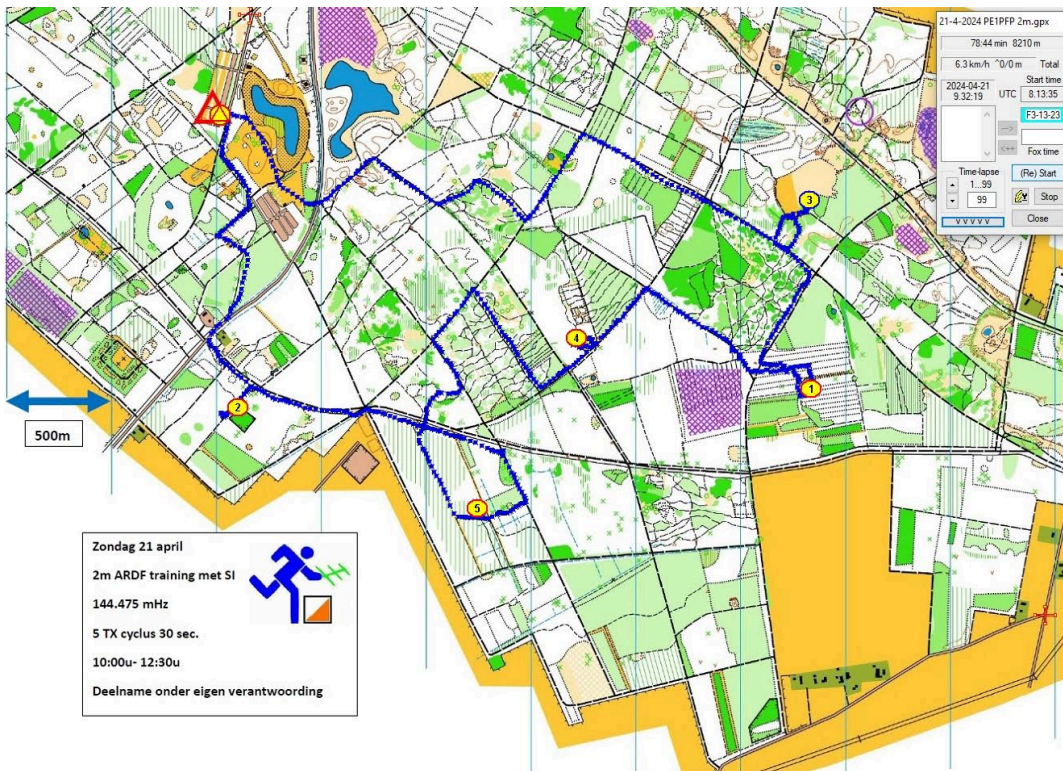 21-4-2024 PE1PFP 2m.gpx
78:44 min 8210 m
6.3 km/h ^0/0 m Total
Start time
2024-04-21
9.32:19
UTC
8.13:35
F3-13-23
-->
<--
Fox time
Time-lapse
(Re) Start
1...99
99
Stop
V V V V V
Close
3
4
1
2
500m
5
Zondag 21 april
2m ARDF training met SI
144.475 mHz
5 TX cyclus 30 sec.
10:00u- 12:30u
Deelname onder eigen verantwoording